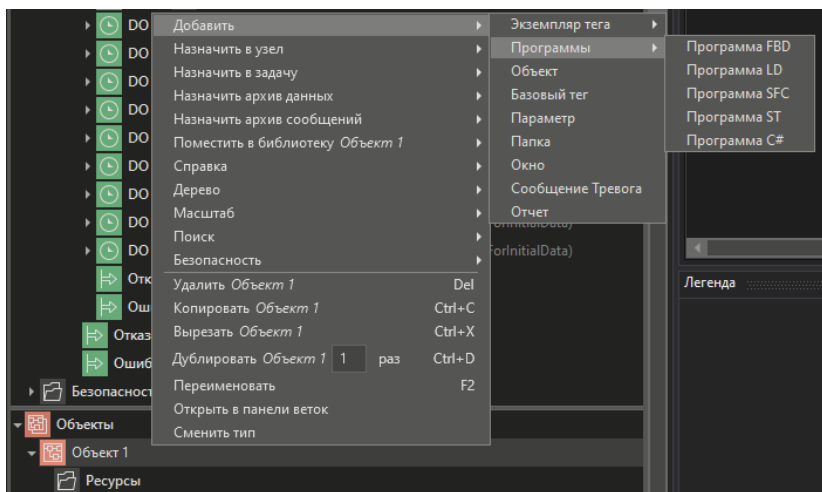 DO
DO
DO
DO
DO
DO
DO
DO
DO
Отк
Ош
Отказ
Ошиб
Безопасност
Объекты
Объект 1
Ресурсы
Добавить
Назначить в узел
Назначить в задачу
Назначить архив данных
Назначить архив сообщений
Поместить в библиотеку Объект 1
Справка
Дерево
Масштаб
Поиск
Безопасность
Удалить Объект 1 Del
Копировать Объект 1 Ctrl+C
Вырезать Объект 1 Ctrl+X
Дублировать Объект 1 1 раз Ctrl+D
Переименовать F2
Открыть в панели веток
Сменить тип
Экземпляр тега
Программы
Объект
Базовый тег
Параметр
Папка
Окно
Сообщение Тревога
Отчет
ForInitialData)
Программа FBD
Программа LD
Программа SFC
Программа ST
Программа C#
Легенда